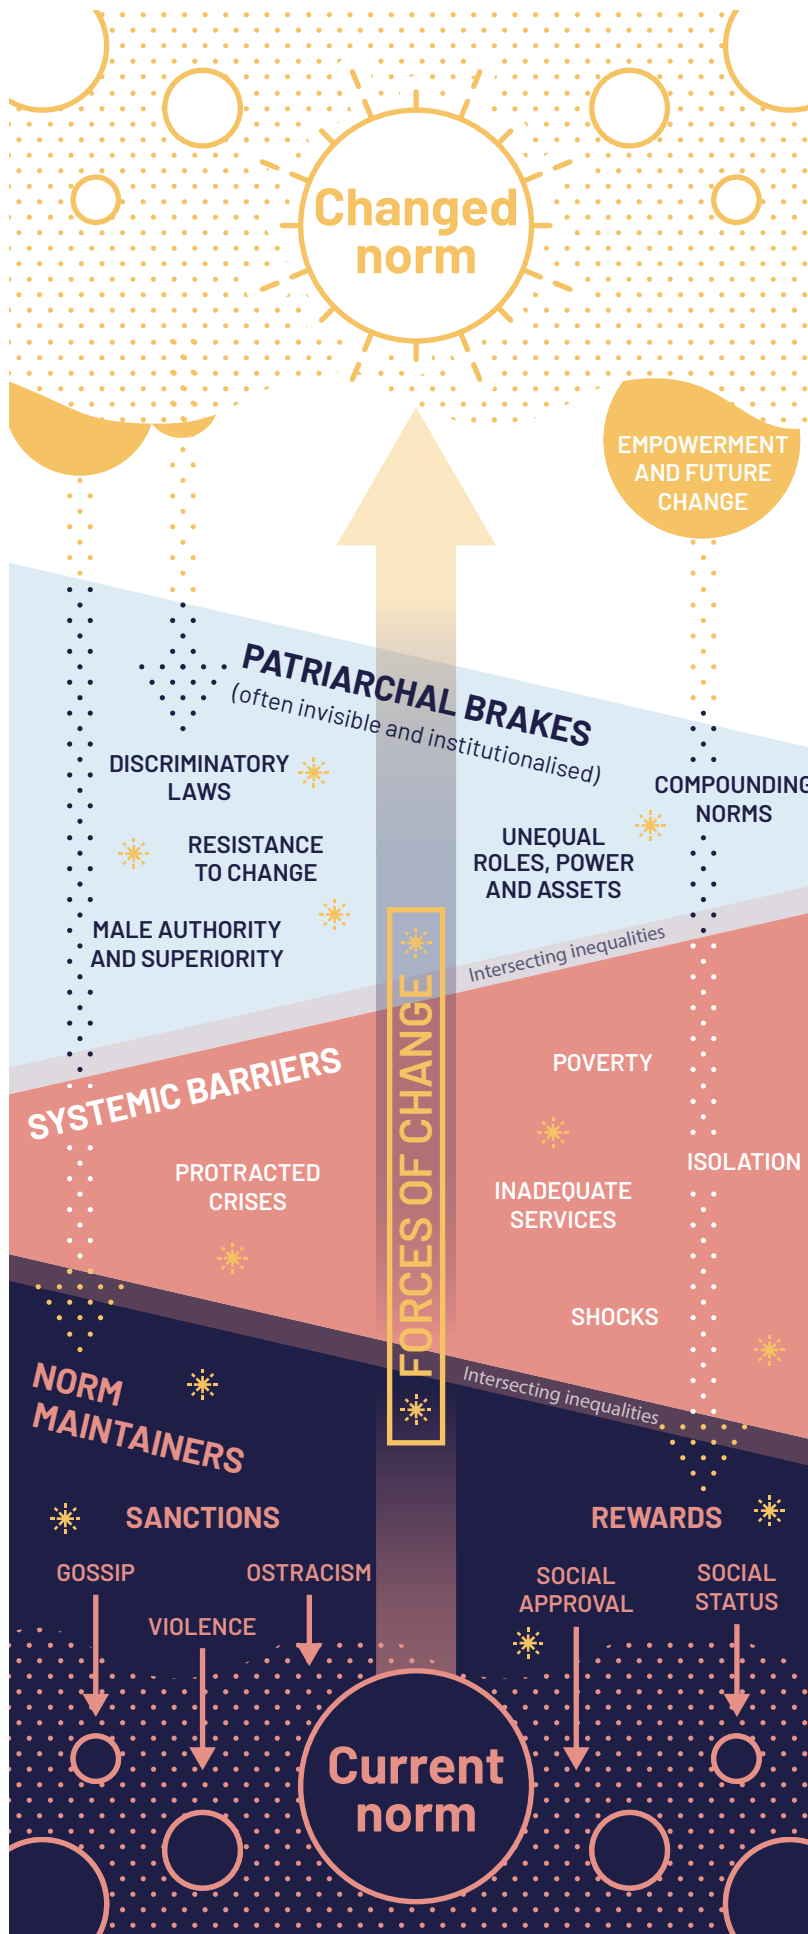 Changed
norm
EMPOWERMENT
AND FUTURE
CHANGE
PATRIARCHAL BRAKES
(often invisible and institutionalised)
DISCRIMINATORY
LAWS
COMPOUNDING
NORMS
RESISTANCE
TO CHANGE
UNEQUAL
ROLES, POWER
AND ASSETS
MALE AUTHORITY
AND SUPERIORITY
Intersecting inequalities
FORCES OF CHANGE
SYSTEMIC BARRIERS
POVERTY
PROTRACTED
CRISES
ISOLATION
INADEQUATE
SERVICES
SHOCKS
Intersecting inequalities
NORM
MAINTAINERS
SANCTIONS
REWARDS
GOSSIP
OSTRACISM
VIOLENCE
SOCIAL
APPROVAL
SOCIAL
STATUS
Current
norm